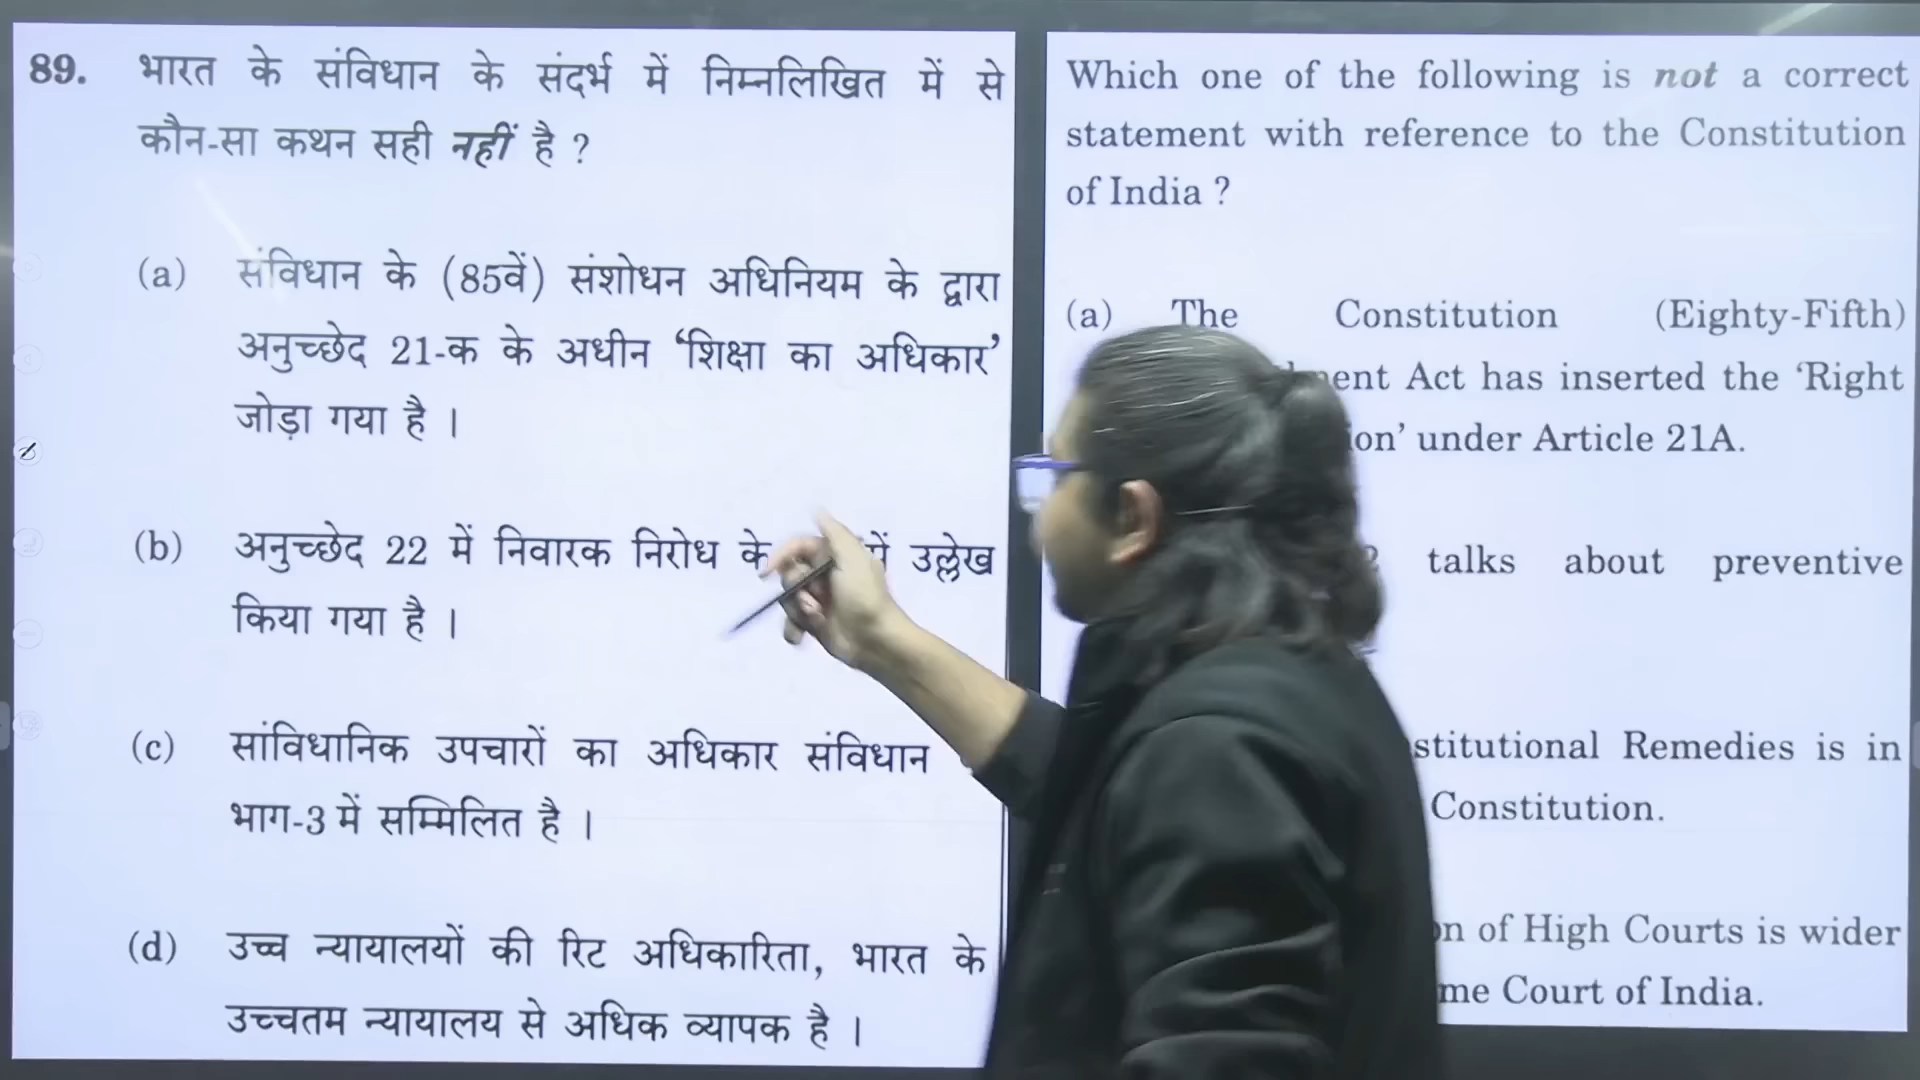 89. भारत के संविधान के संदर्भ में निम्नलिखित में से
कौन-सा कथन सही नहीं है ?
(a) संविधान के (85वें) संशोधन अधिनियम के द्वारा
अनुच्छेद 21-क के अधीन ‘शिक्षा का अधिकार’
जोड़ा गया है ।
(b) अनुच्छेद 22 में निवारक निरोध के में उल्लेख
किया गया है ।
(c) सांविधानिक उपचारों का अधिकार संविधान
भाग-3 में सम्मिलित है ।
(d) उच्च न्यायालयों की रिट अधिकारिता, भारत के
उच्चतम न्यायालय से अधिक व्यापक है ।
Which one of the following is not a correct
statement with reference to the Constitution
of India ?
(a) The Constitution (Eighty-Fifth)
Act has inserted the ‘Right
under Article 21A.
talks about preventive
Remedies is in
Constitution.
of High Courts is wider
Court of India.